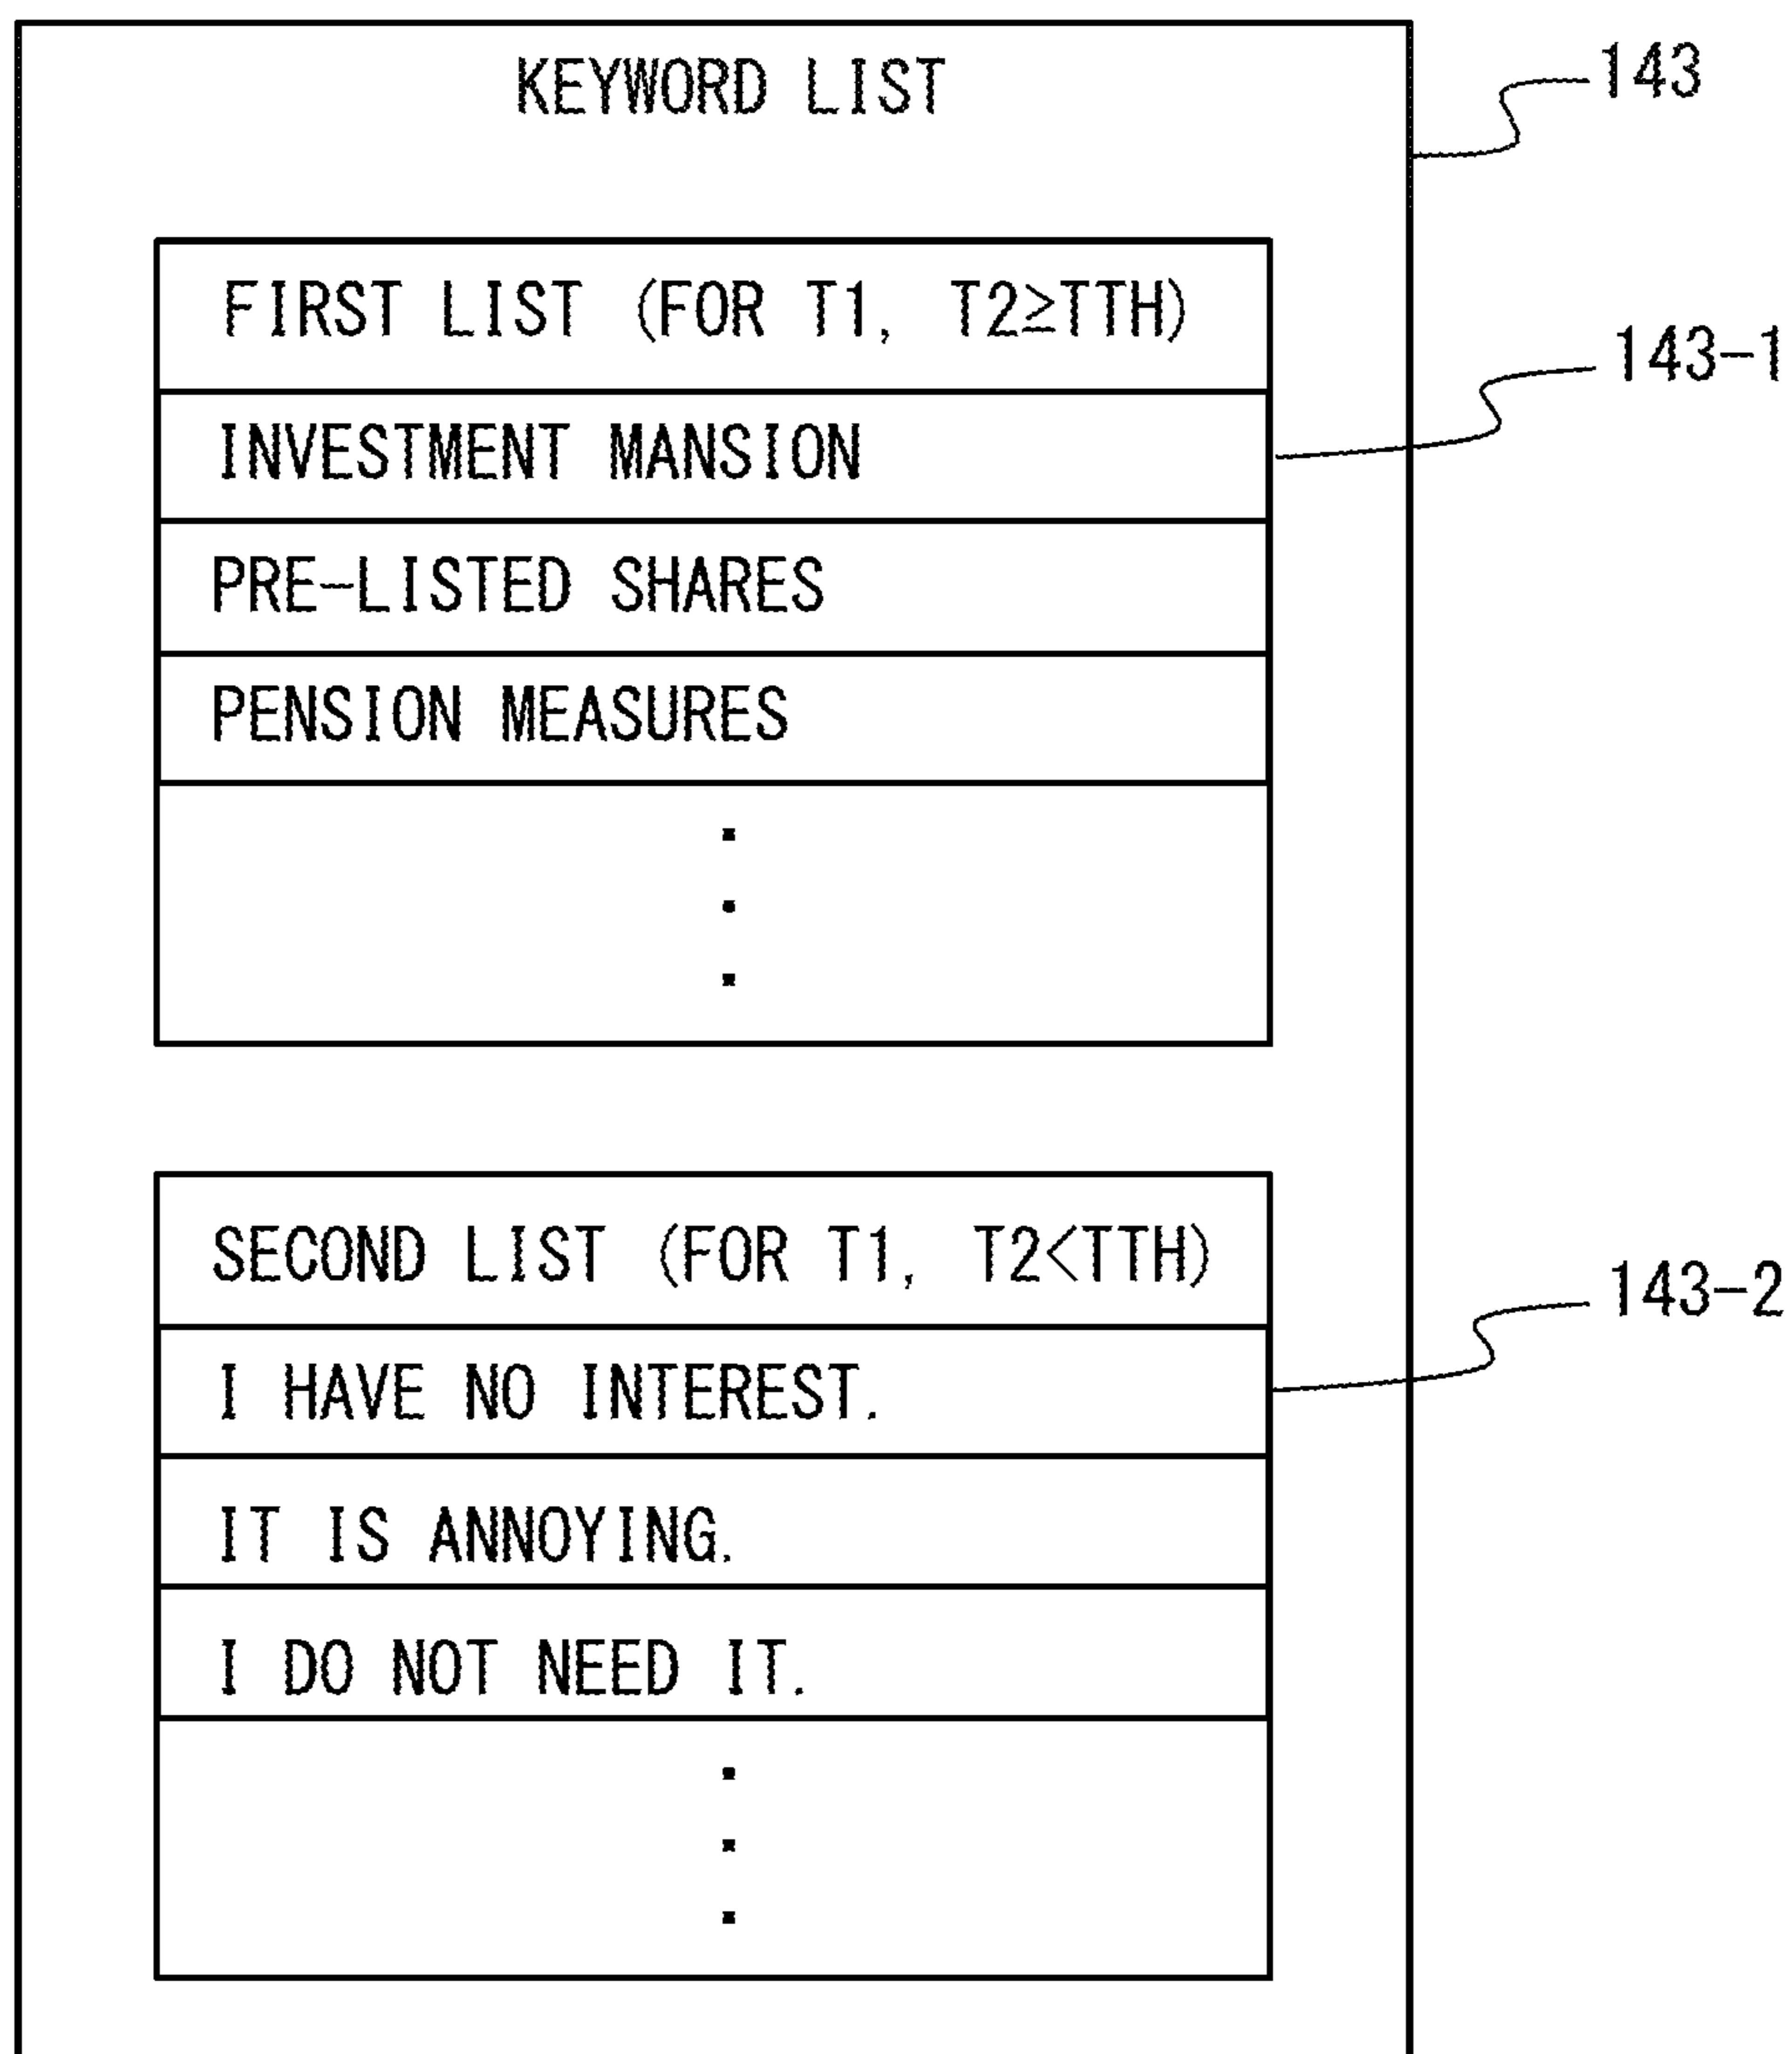 KEYWORD LIST
143
FIRST LIST (FOR T1, T2≥TTH)
143-1
INVESTMENT MANSION
PRE-LISTED SHARES
PENSION MEASURES
SECOND LIST (FOR T1, T2<TTH)
143-2
I HAVE NO INTEREST.
IT IS ANNOYING.
I DO NOT NEED IT.